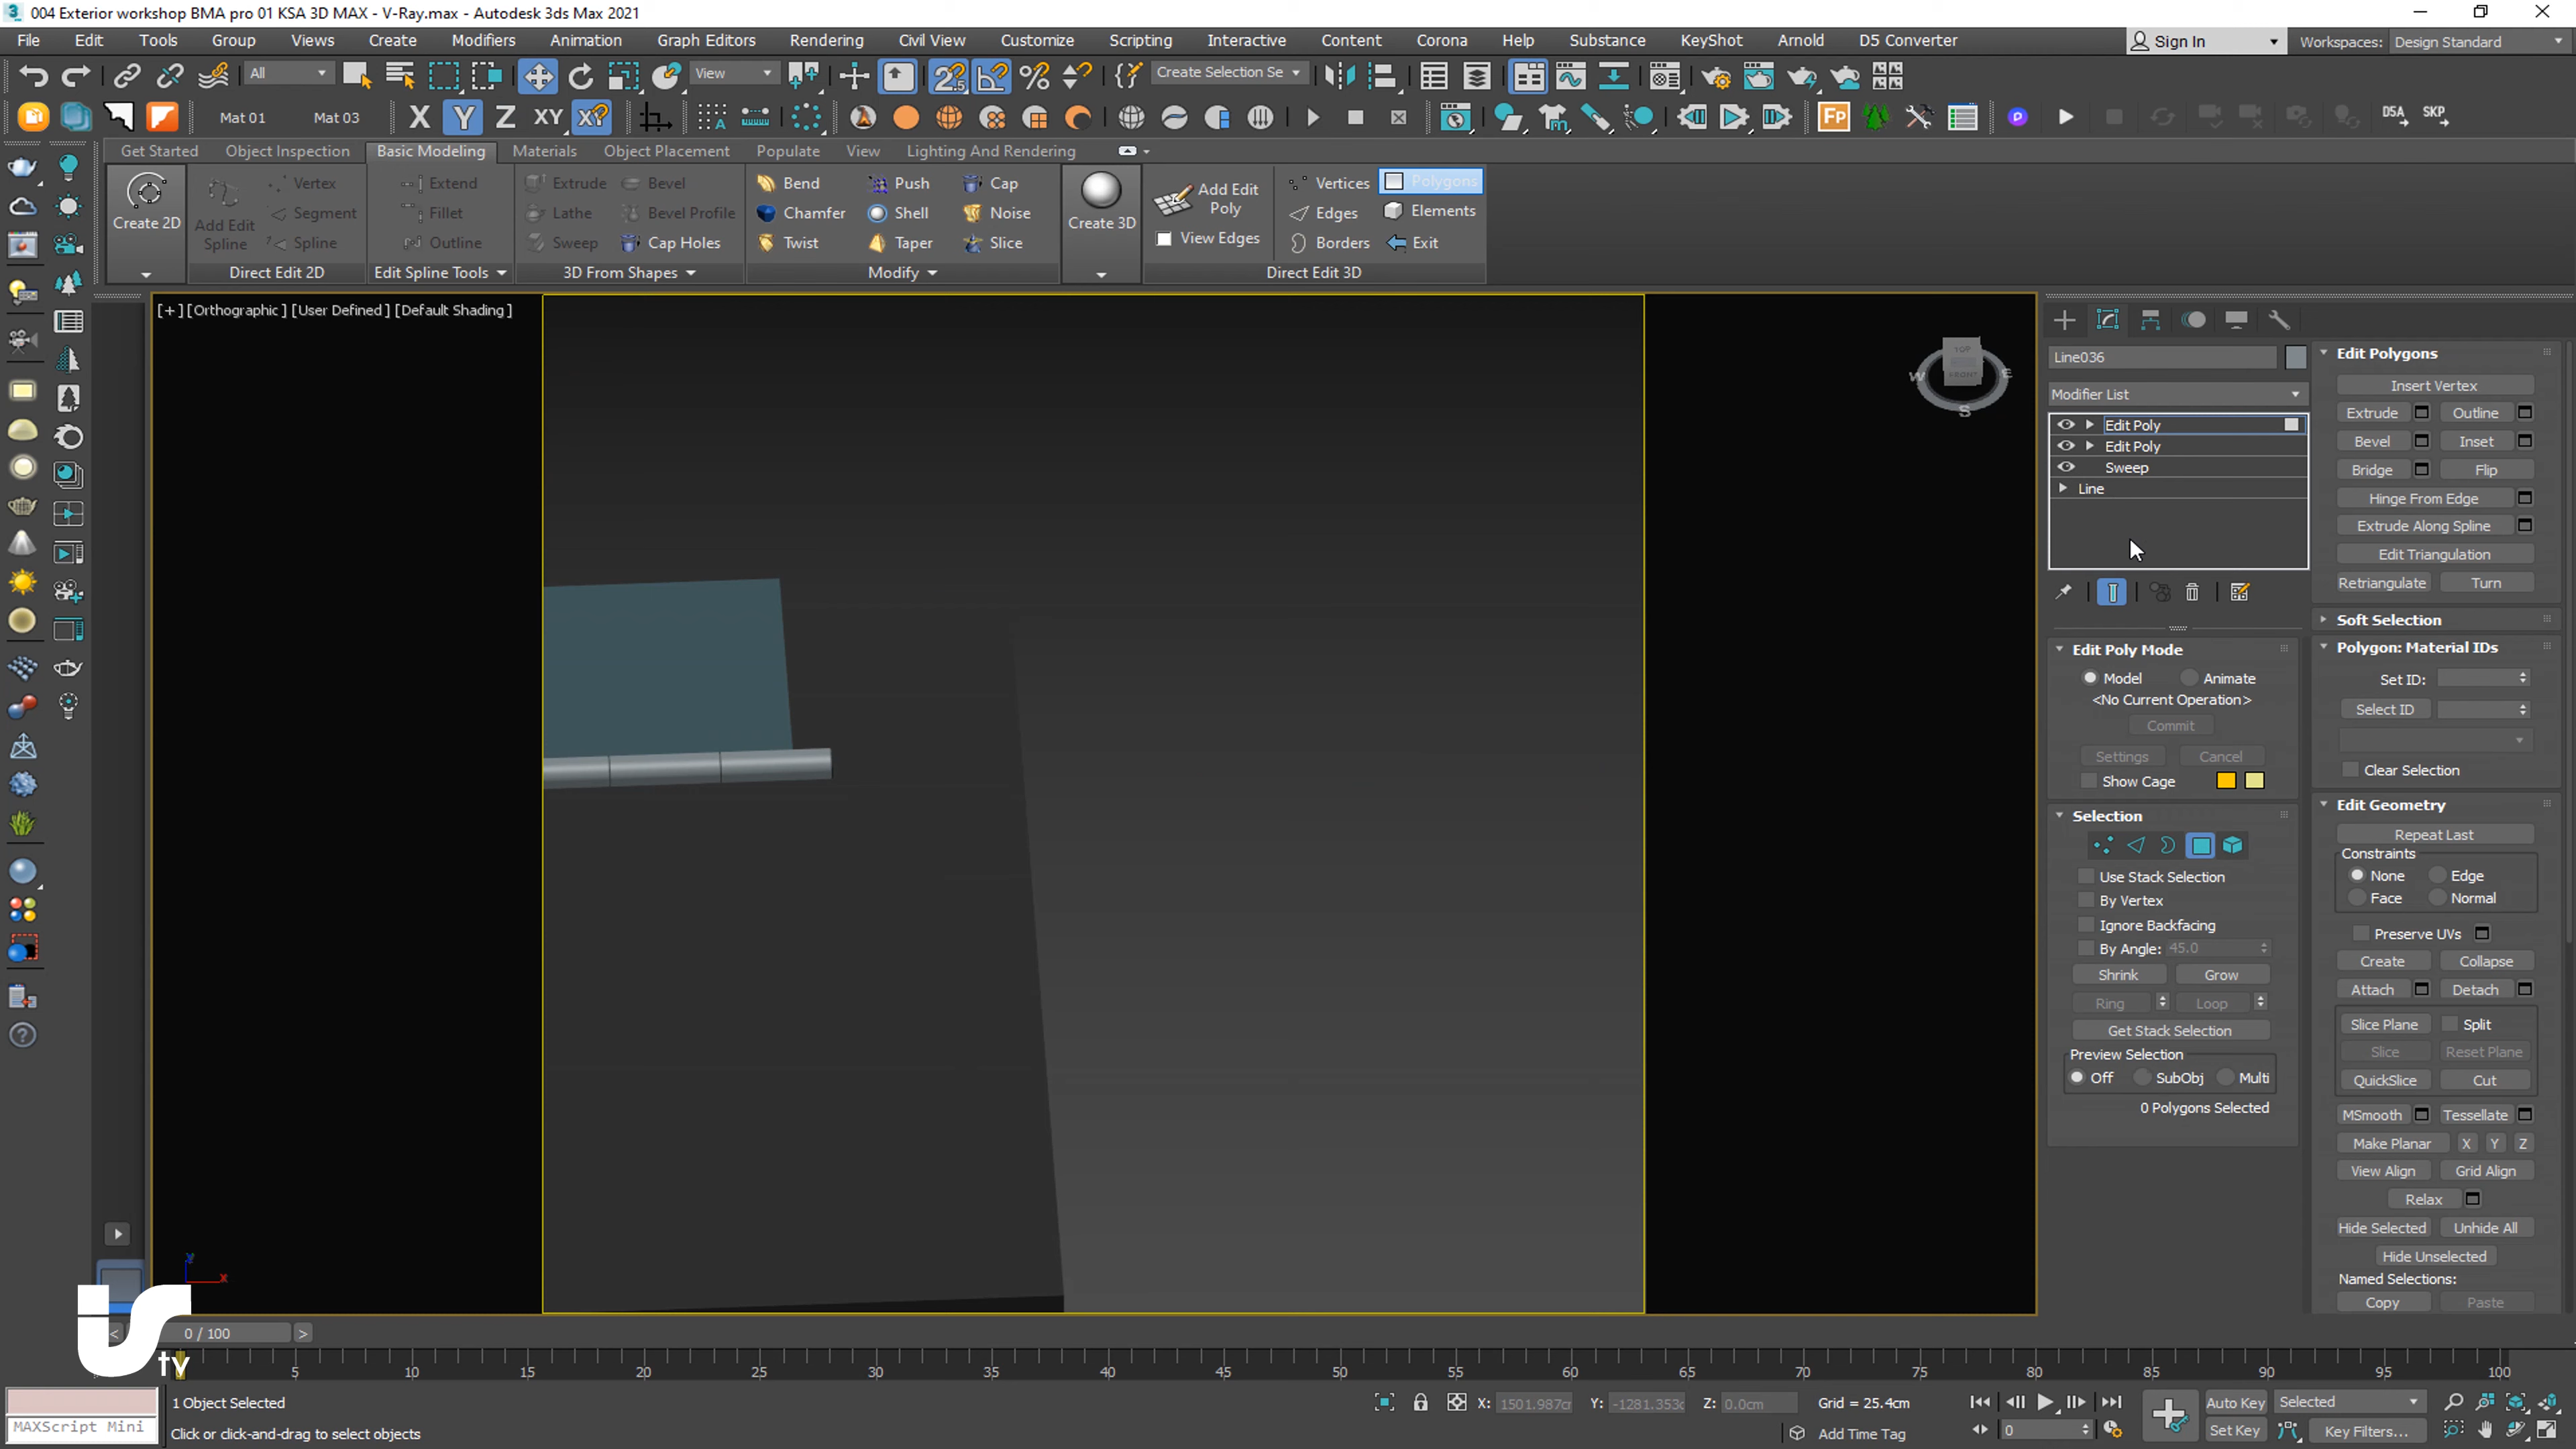 004 Exterior workshop BMA pro 01 KSA 3D MAX - V-Ray.max - Autodesk 3ds Max 2021
File Edit Tools Group Views Create Modifiers Animation Graph Editors Rendering Civil View Customize Scripting Interactive Content Corona Help Substance KeyShot Arnold D5 Converter Sign In Workspaces: Design Standard
All View Create Selection Se
Mat 01 Mat 03 X Y Z XY Fp D5A SKP
Get Started Object Inspection Basic Modeling Materials Object Placement Populate View Lighting And Rendering
Vertex Extend Extrude Bevel Bend Push Cap Vertices Polygons
Add Edit Poly
Create 2D Add Edit Spline Segment Fillet Lathe Bevel Profile Chamfer Shell Noise Create 3D Edges Elements
Spline Outline Sweep Cap Holes Twist Taper Slice View Edges Borders Exit
Direct Edit 2D Edit Spline Tools 3D From Shapes Modify Direct Edit 3D
[+][Orthographic][User Defined][Default Shading]
TOP
FRONT
W E
S
Line036
Modifier List
Edit Poly
Edit Poly
Sweep
Line
Edit Poly Mode
Model Animate
<No Current Operation>
Commit
Settings Cancel
Show Cage
Selection
Use Stack Selection
By Vertex
Ignore Backfacing
By Angle: 45.0
Shrink Grow
Ring Loop
Get Stack Selection
Preview Selection
Off SubObj Multi
0 Polygons Selected
Edit Polygons
Insert Vertex
Extrude Outline
Bevel Inset
Bridge Flip
Hinge From Edge
Extrude Along Spline
Edit Triangulation
Retriangulate Turn
Soft Selection
Polygon: Material IDs
Set ID:
Select ID
Clear Selection
Edit Geometry
Repeat Last
Constraints
None Edge
Face Normal
Preserve UVs
Create Collapse
Attach Detach
Slice Plane Split
Slice Reset Plane
QuickSlice Cut
MSmooth Tessellate
Make Planar X Y Z
View Align Grid Align
Relax
Hide Selected Unhide All
Hide Unselected
Named Selections:
Copy Paste
y x
tv
< 0 / 100 >
5 10 15 20 25 30 35 40 45 50 55 60 65 70 75 80 85 90 95 100
1 Object Selected X: 1501.987cr Y: -1281.353c Z: 0.0cm Grid = 25.4cm Auto Key Selected
MAXScript Mini Click or click-and-drag to select objects Add Time Tag 0 Set Key Key Filters...